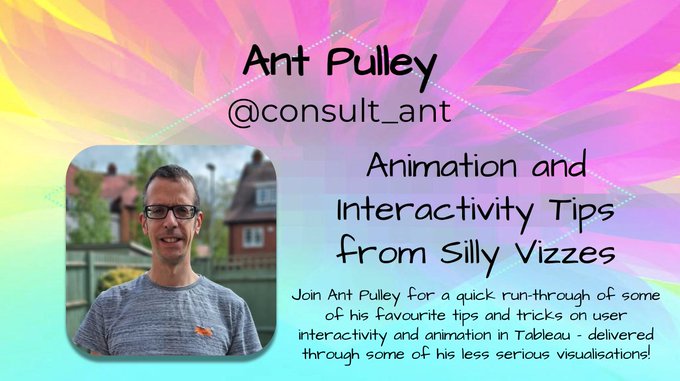 Ant Pulley
@consult_ant
Animation and
Interactivity Tips
from Silly Vizzes
Join Ant Pulley for a quick run-through of some
of his favourite tips and tricks on user
interactivity and animation in Tableau - delivered
through some of his less serious visualisations!